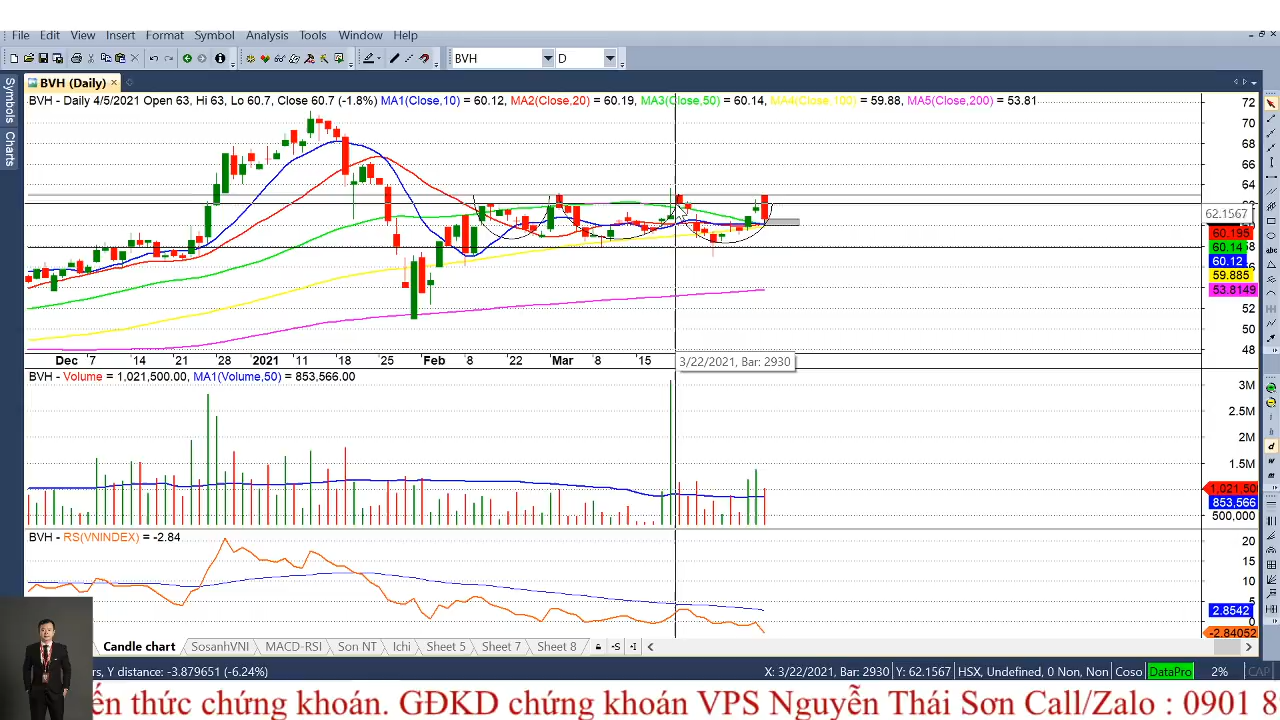 File Edit View Insert Format Symbol Analysis Tools Window Help
BVH D
BVH (Daily)
Symbols
Charts
BVH - Daily 4/5/2021 Open 63, Hi 63, Lo 60.7, Close 60.7 (-1.8%) MA1(Close,10) = 60.12, MA2(Close,20) = 60.19, MA3(Close,50) = 60.14, MA4(Close,100) = 59.88, MA5(Close,200) = 53.81
72
70
68
66
64
62.1567
60.195
60.14
60.12
59.885
53.8149
52
50
48
Dec 7 14 21 28 2021 11 18 25 Feb 8 22 Mar 8 15
3/22/2021, Bar: 2930
BVH - Volume = 1,021,500.00, MA1(Volume,50) = 853,566.00
3M
2.5M
2M
1.5M
1,021,50
853,566
500,000
BVH - RS(VNINDEX) = -2.84
20
15
10
5
2.8542
0
-2.84052
Candle chart SosanhVNI MACD-RSI Son NT Ichi Sheet 5 Sheet 7 Sheet 8
rs, Y distance: -3.879651 (-6.24%) X: 3/22/2021, Bar: 2930 Y: 62.1567 HSX, Undefined, 0 Non, Non Coso DataPro 2% CAP
ến thức chứng khoán. GĐKD chứng khoán VPS Nguyễn Thái Sơn Call/Zalo : 0901 8